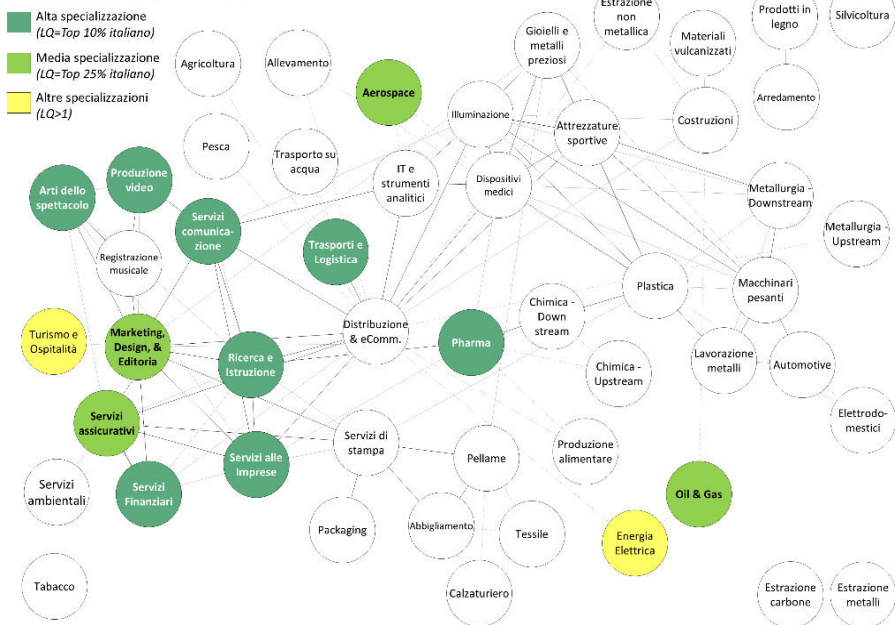 Alta specializzazione
(LQ=Top 10% italiano)
Media specializzazione
(LQ=Top 25% italiano)
Altre specializzazioni
(LQ>1)
Agricoltura
Allevamento
Aerospace
Gioielli e
metalli
preziosi
Estrazione
non
metallica
Materiali
vulcanizzati
Prodotti in
legno
Silvicoltura
Arredamento
Pesca
Trasporto su
acqua
Illuminazione
Attrezzature
sportive
Costruzioni
Arti dello
spettacolo
Produzione
video
IT e
strumenti
analitici
Dispositivi
medici
Metallurgia -
Downstream
Servizi
comunica-
zione
Registrazione
musicale
Trasporti e
Logistica
Metallurgia -
Upstream
Plastica
Macchinari
pesanti
Turismo e
Ospitalità
Marketing,
Design, &
Editoria
Ricerca e
Istruzione
Distribuzione
& eComm.
Pharma
Chimica -
Down
stream
Chimica -
Upstream
Lavorazione
metalli
Automotive
Elettrodo-
mestici
Servizi
assicurativi
Servizi di
stampa
Pellame
Produzione
alimentare
Servizi
ambientali
Servizi
Finanziari
Servizi alle
Imprese
Oil & Gas
Packaging
Abbigliamento
Tessile
Energia
Elettrica
Tabacco
Calzaturiero
Estrazione
carbone
Estrazione
metalli